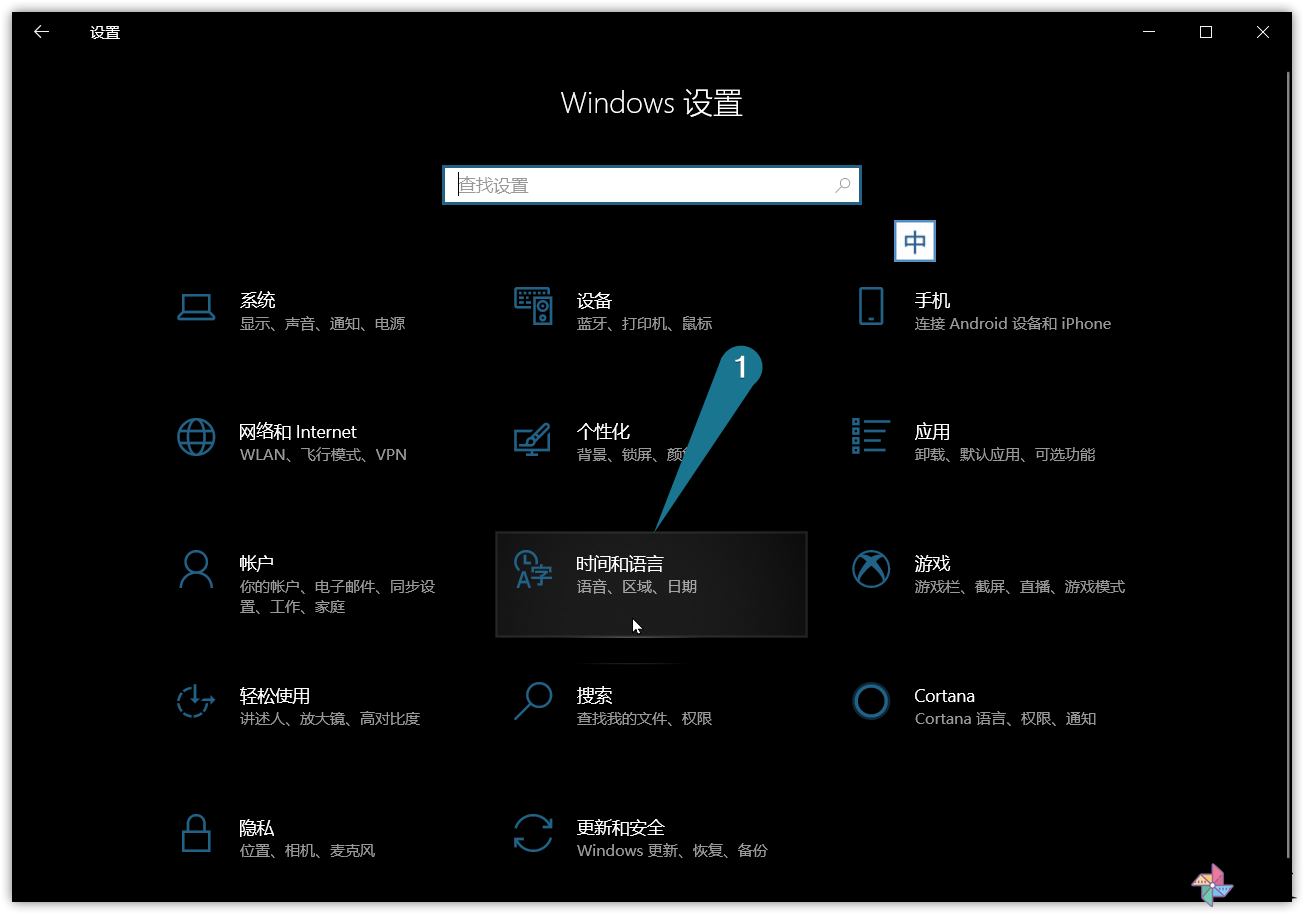 设置
Windows 设置
查找设置
中
系统
显示、声音、通知、电源
设备
蓝牙、打印机、鼠标
手机
连接 Android 设备和 iPhone
1
网络和 Internet
WLAN、飞行模式、VPN
个性化
背景、锁屏、
应用
卸载、默认应用、可选功能
帐户
你的帐户、电子邮件、同步设
置、工作、家庭
时间和语言
语音、区域、日期
游戏
游戏栏、截屏、直播、游戏模式
轻松使用
讲述人、放大镜、高对比度
搜索
查找我的文件、权限
Cortana
Cortana 语言、权限、通知
隐私
位置、相机、麦克风
更新和安全
Windows 更新、恢复、备份